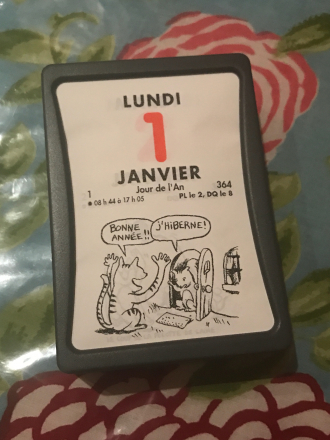 LUNDI
1
JANVIER
Jour de l'An
1 364
● 08 h 44 à 17 h 05 PL le 2, DQ le 8
BONNE ANNÉE!!
J'HIBERNE!